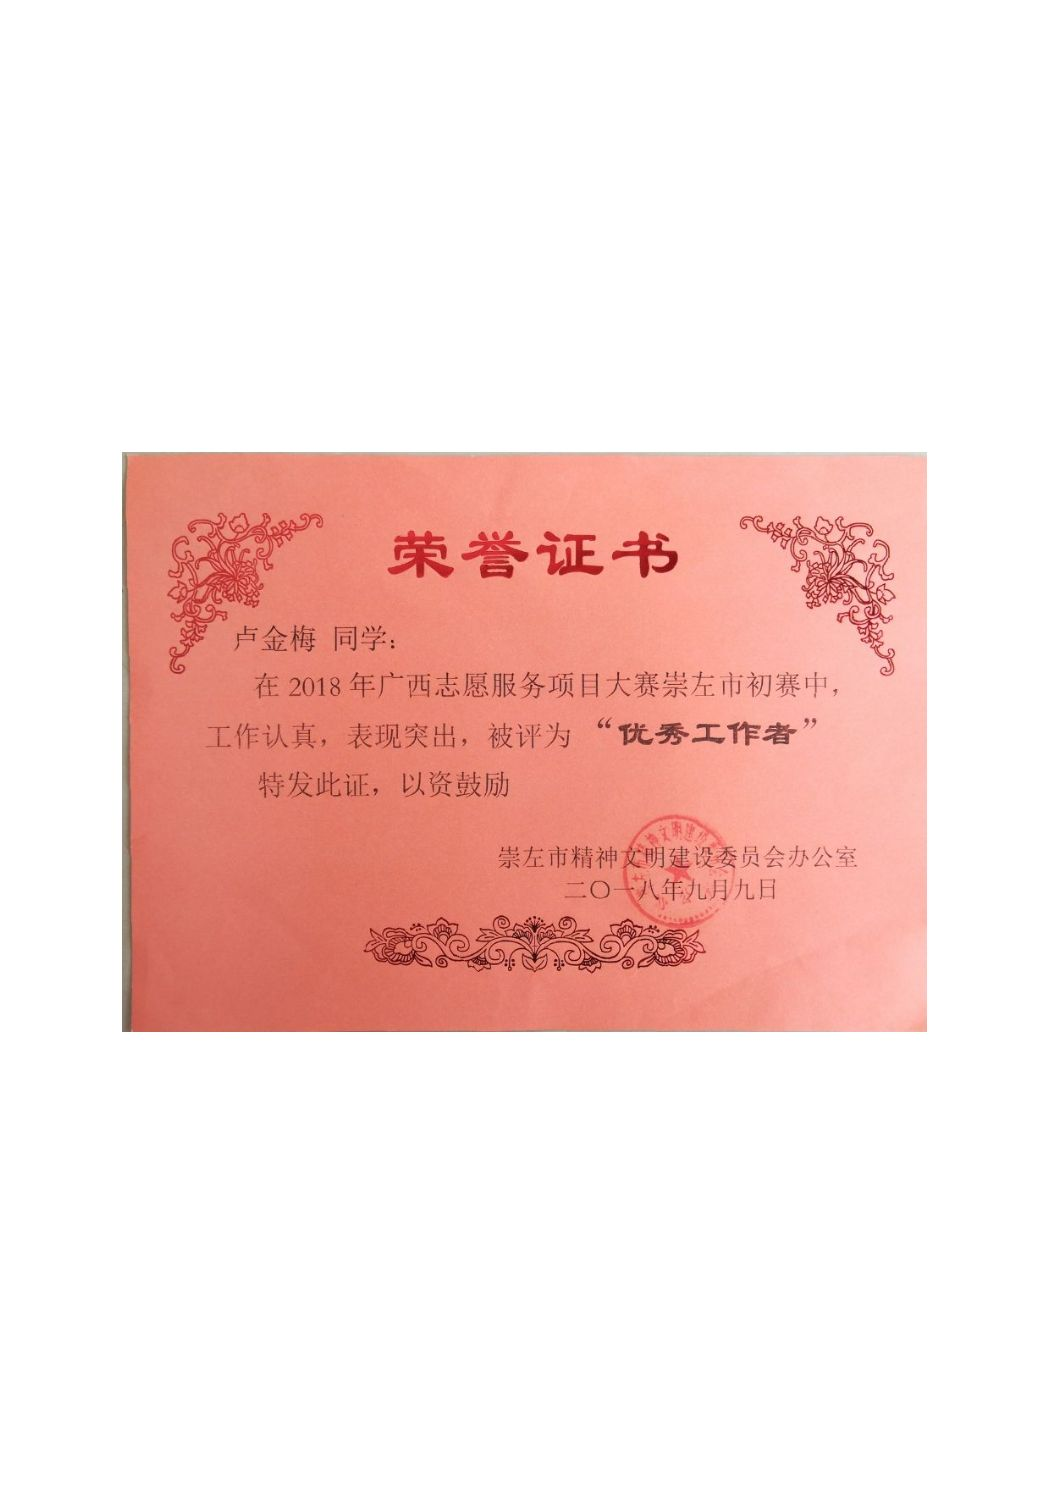 荣誉证书
卢金梅 同学：
在 2018 年广西志愿服务项目大赛崇左市初赛中，
工作认真，表现突出，被评为 “优秀工作者”
特发此证，以资鼓励
崇左市精神文明建设委员会办公室
二〇一八年九月九日